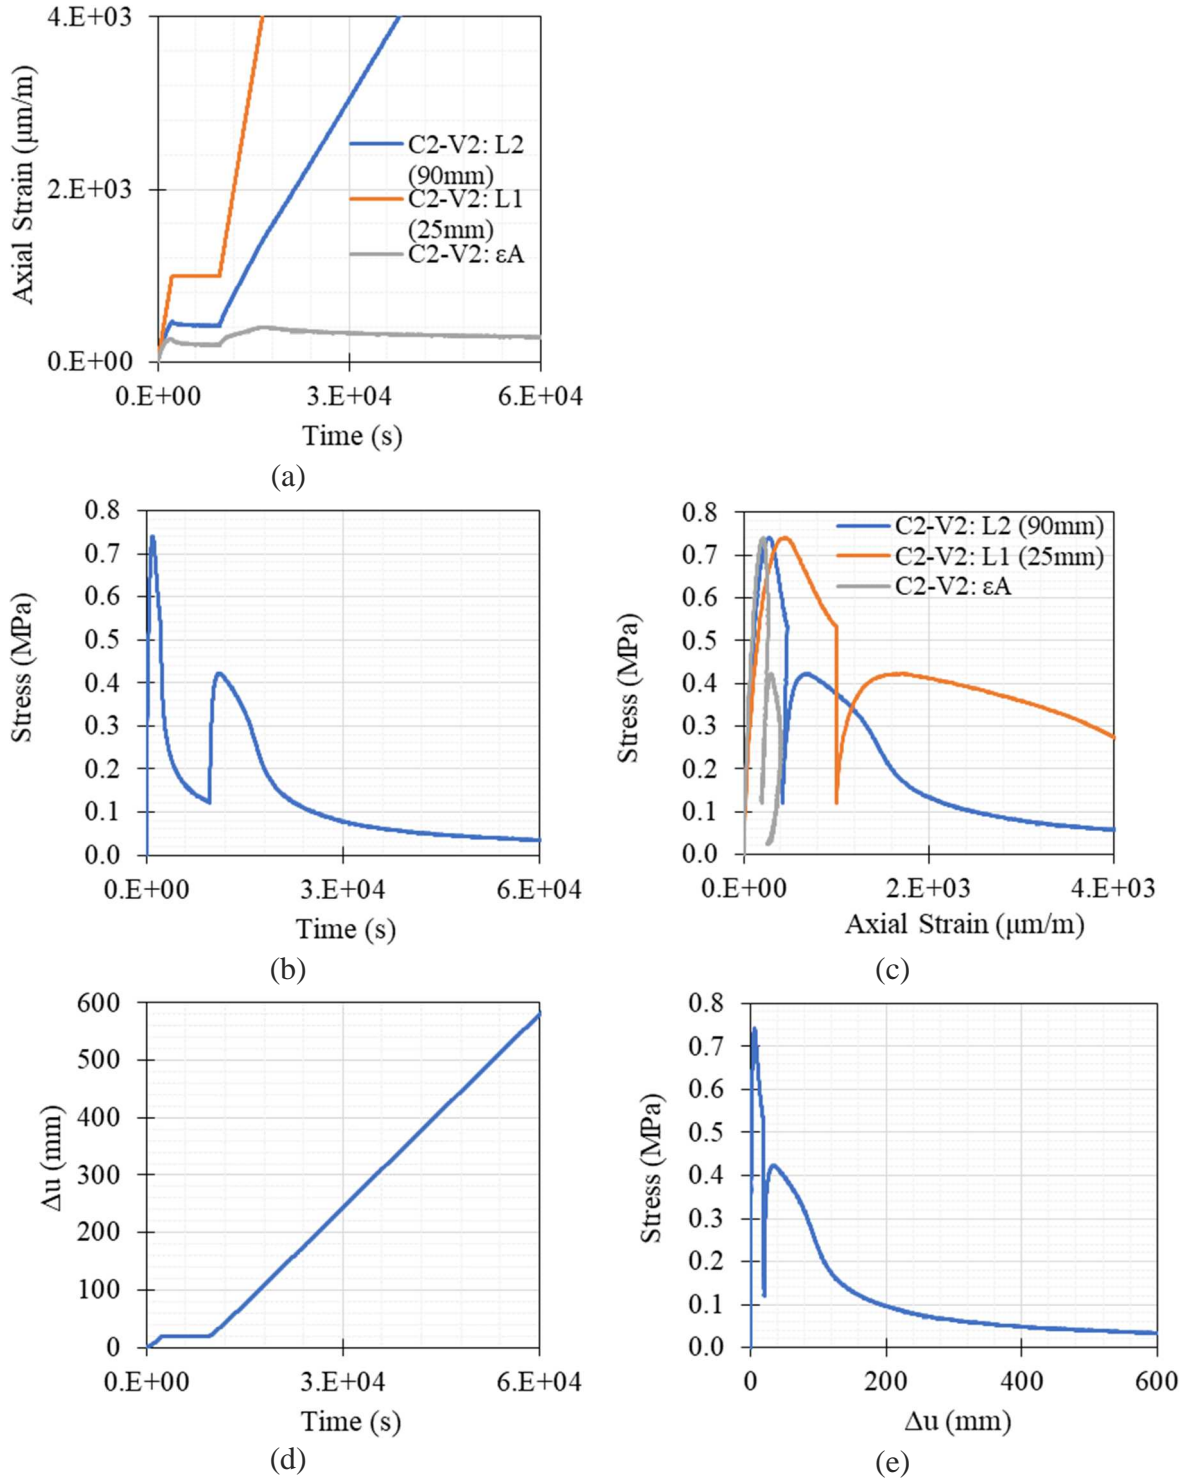 4.E+03
2.E+03
0.E+00
Axial Strain (μm/m)
C2-V2: L2
(90mm)
C2-V2: L1
(25mm)
C2-V2: εA
0.E+00
3.E+04
6.E+04
Time (s)
(a)
0.8
0.7
0.6
0.5
0.4
0.3
0.2
0.1
0.0
Stress (MPa)
0.E+00
3.E+04
6.E+04
Time (s)
(b)
0.8
0.7
0.6
0.5
0.4
0.3
0.2
0.1
0.0
Stress (MPa)
C2-V2: L2 (90mm)
C2-V2: L1 (25mm)
C2-V2: εA
0.E+00
2.E+03
4.E+03
Axial Strain (μm/m)
(c)
600
500
400
300
200
100
0
Δu (mm)
0.E+00
3.E+04
6.E+04
Time (s)
(d)
0.8
0.7
0.6
0.5
0.4
0.3
0.2
0.1
0.0
Stress (MPa)
0
200
400
600
Δu (mm)
(e)